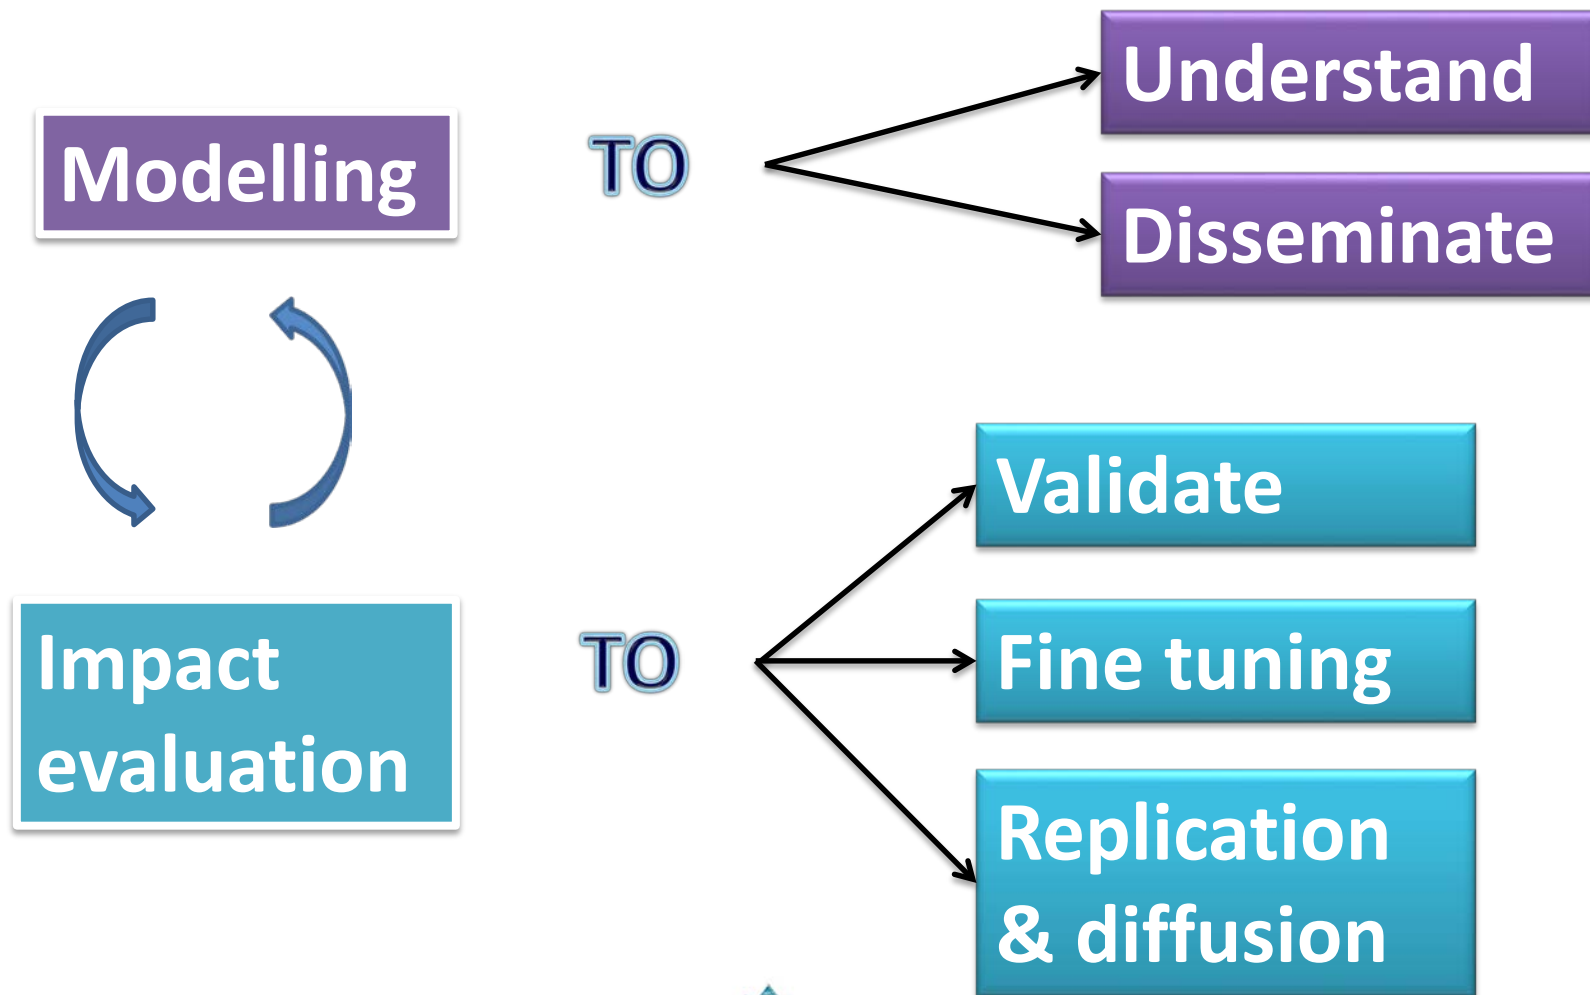 Modelling
TO
Understand
Disseminate
Impact
evaluation
TO
Validate
Fine tuning
Replication
& diffusion